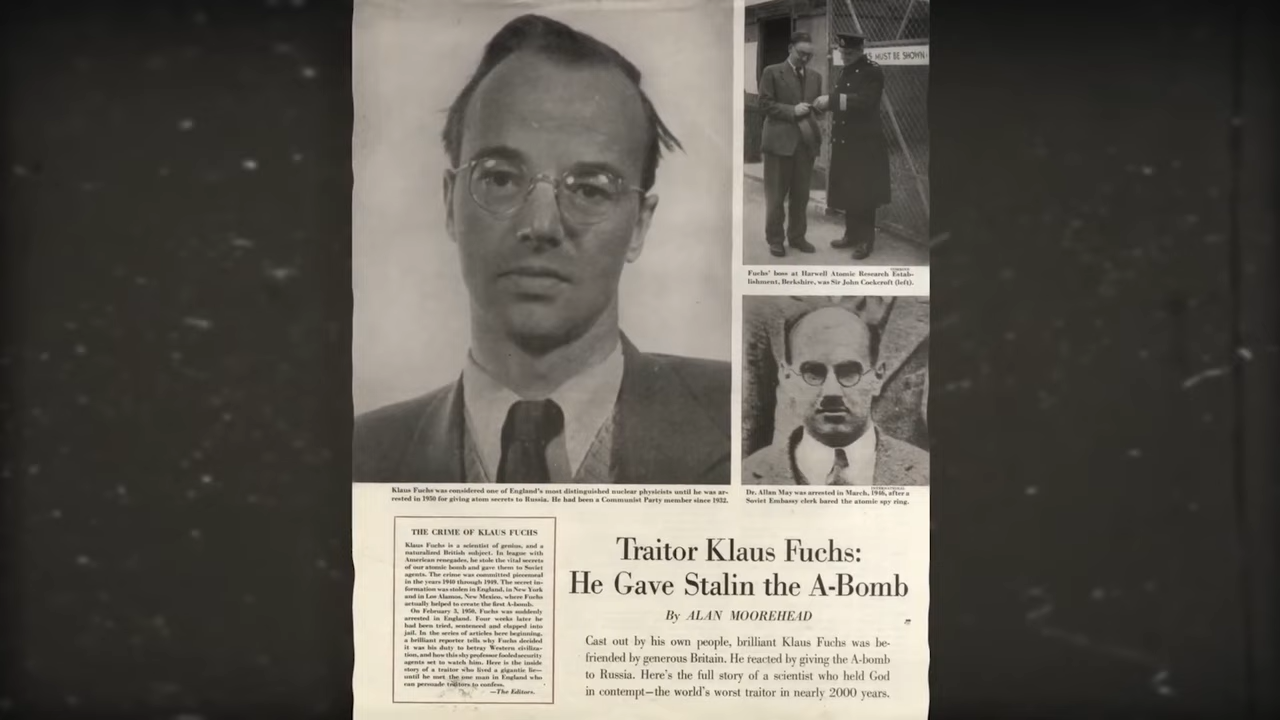 S MUST BE SHOWN
Fuchs' boss at Harwell Atomic Research Estab-
lishment, Berkshire, was Sir John Cockcroft (left).
Klaus Fuchs was considered one of England's most distinguished nuclear physicists until he was ar-
rested in 1950 for giving atom secrets to Russia. He had been a Communist Party member since 1932.
Dr. Allan May was arrested in March, 1946, after a
Soviet Embassy clerk bared the atomic spy ring.
THE CRIME OF KLAUS FUCHS
Klaus Fuchs is a scientist of genius, and a
naturalized British subject. In league with
American renegades, he stole the vital secrets
of our atomic bomb and gave them to Soviet
agents. The crime was committed piecemeal
in the years 1940 through 1949. The secret in-
formation was stolen in England, in New York
and in Los Alamos, New Mexico, where Fuchs
actually helped to create the first A-bomb.
On February 3, 1950, Fuchs was suddenly
arrested in England. Four weeks later he
had been tried, sentenced and clapped into
jail. In the series of articles here beginning,
a brilliant reporter tells why Fuchs decided
it was his duty to betray Western civiliza-
tion, and how this shy professor fooled security
agents set to watch him. Here is the inside
story of a traitor who lived a gigantic lie—
until he met the one man in England who
can persuade traitors to confess.
—The Editors.
Traitor Klaus Fuchs:
He Gave Stalin the A-Bomb
By ALAN MOOREHEAD
Cast out by his own people, brilliant Klaus Fuchs was be-
friended by generous Britain. He reacted by giving the A-bomb
to Russia. Here's the full story of a scientist who held God
in contempt—the world's worst traitor in nearly 2000 years.